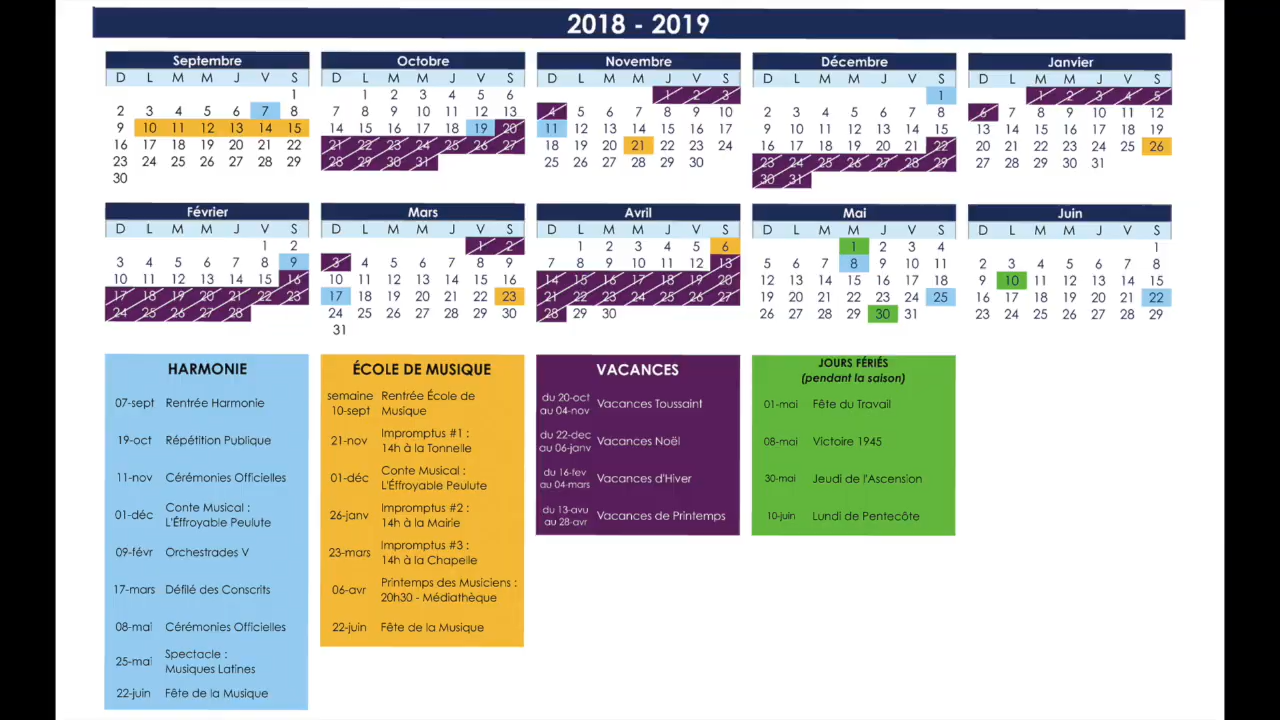 2018 - 2019
Septembre
D L M M J V S
1
2 3 4 5 6 7 8
9 10 11 12 13 14 15
16 17 18 19 20 21 22
23 24 25 26 27 28 29
30
Octobre
D L M M J V S
1 2 3 4 5 6
7 8 9 10 11 12 13
14 15 16 17 18 19 20
21 22 23 24 25 26 27
28 29 30 31
Novembre
D L M M J V S
1 2 3
4 5 6 7 8 9 10
11 12 13 14 15 16 17
18 19 20 21 22 23 24
25 26 27 28 29 30
Décembre
D L M M J V S
1
2 3 4 5 6 7 8
9 10 11 12 13 14 15
16 17 18 19 20 21 22
23 24 25 26 27 28 29
30 31
Janvier
D L M M J V S
1 2 3 4 5
6 7 8 9 10 11 12
13 14 15 16 17 18 19
20 21 22 23 24 25 26
27 28 29 30 31
Février
D L M M J V S
1 2
3 4 5 6 7 8 9
10 11 12 13 14 15 16
17 18 19 20 21 22 23
24 25 26 27 28
Mars
D L M M J V S
1 2
3 4 5 6 7 8 9
10 11 12 13 14 15 16
17 18 19 20 21 22 23
24 25 26 27 28 29 30
31
Avril
D L M M J V S
1 2 3 4 5 6
7 8 9 10 11 12 13
14 15 16 17 18 19 20
21 22 23 24 25 26 27
28 29 30
Mai
D L M M J V S
1 2 3 4
5 6 7 8 9 10 11
12 13 14 15 16 17 18
19 20 21 22 23 24 25
26 27 28 29 30 31
Juin
D L M M J V S
1
2 3 4 5 6 7 8
9 10 11 12 13 14 15
16 17 18 19 20 21 22
23 24 25 26 27 28 29
HARMONIE
07-sept Rentrée Harmonie
19-oct Répétition Publique
11-nov Cérémonies Officielles
01-déc Conte Musical :
L'Éffroyable Peulute
09-févr Orchestrades V
17-mars Défilé des Conscrits
08-mai Cérémonies Officielles
25-mai Spectacle :
Musiques Latines
22-juin Fête de la Musique
ÉCOLE DE MUSIQUE
semaine Rentrée École de
10-sept Musique
21-nov Impromptus #1 :
14h à la Tonnelle
01-déc Conte Musical :
L'Éffroyable Peulute
26-janv Impromptus #2 :
14h à la Mairie
23-mars Impromptus #3 :
14h à la Chapelle
06-avr Printemps des Musiciens :
20h30 - Médiathèque
22-juin Fête de la Musique
VACANCES
du 20-oct
au 04-nov Vacances Toussaint
du 22-dec
au 06-janv Vacances Noël
du 16-fev
au 04-mars Vacances d'Hiver
du 13-avu
au 28-avr Vacances de Printemps
JOURS FÉRIÉS
(pendant la saison)
01-mai Fête du Travail
08-mai Victoire 1945
30-mai Jeudi de l'Ascension
10-juin Lundi de Pentecôte